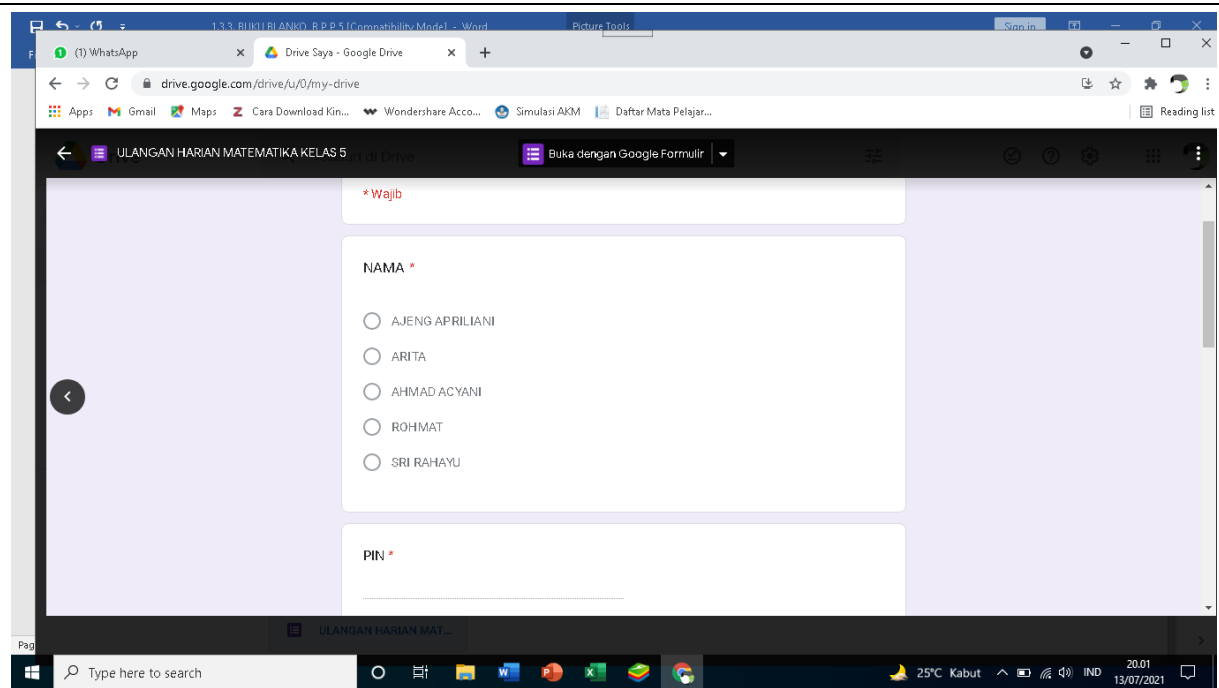 1.3.3. BUKU BLANKO R P P 5 [Compatibility Mode] - Word
Picture Tools
Sign in
(1) WhatsApp
Drive Saya - Google Drive
drive.google.com/drive/u/0/my-drive
Apps
Gmail
Maps
Cara Download Kin...
Wondershare Acco...
Simulasi AKM
Daftar Mata Pelajar...
Reading list
ULANGAN HARIAN MATEMATIKA KELAS 5
di Drive
Buka dengan Google Formulir
* Wajib
NAMA *
AJENG APRILIANI
ARITA
AHMAD ACYANI
ROHMAT
SRI RAHAYU
PIN *
ULANGAN HARIAN MAT...
Pag
Type here to search
25°C Kabut
IND
20.01
13/07/2021